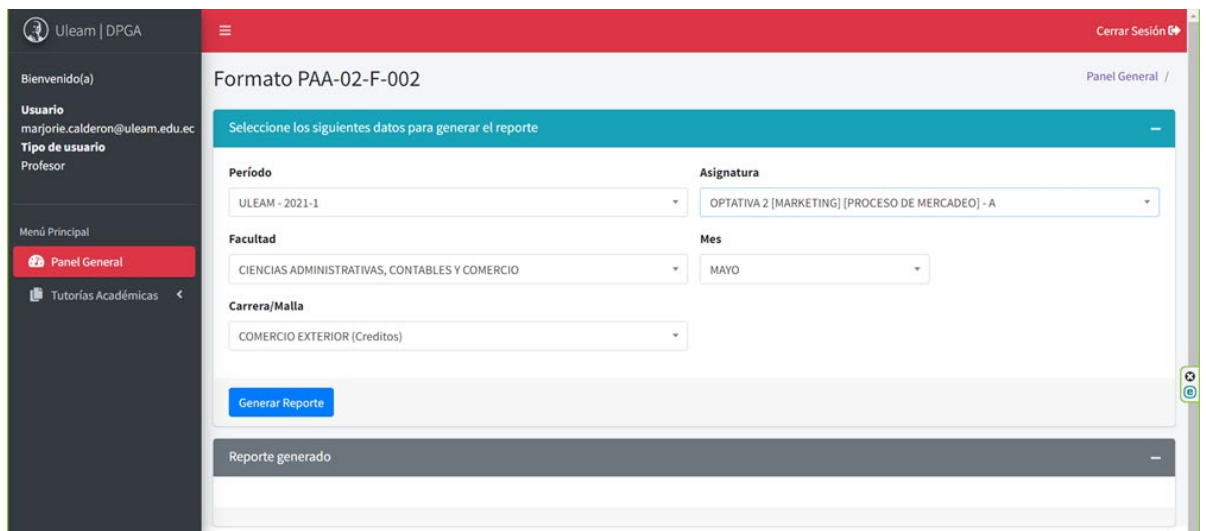 Uleam | DPGA
Cerrar Sesión
Bienvenido(a)
Usuario
marjorie.calderon@uleam.edu.ec
Tipo de usuario
Profesor
Menú Principal
Panel General
Tutorías Académicas
Formato PAA-02-F-002
Panel General /
Seleccione los siguientes datos para generar el reporte
Período
ULEAM - 2021-1
Asignatura
OPTATIVA 2 [MARKETING] [PROCESO DE MERCADEO] - A
Facultad
CIENCIAS ADMINISTRATIVAS, CONTABLES Y COMERCIO
Mes
MAYO
Carrera/Malla
COMERCIO EXTERIOR (Creditos)
Generar Reporte
Reporte generado